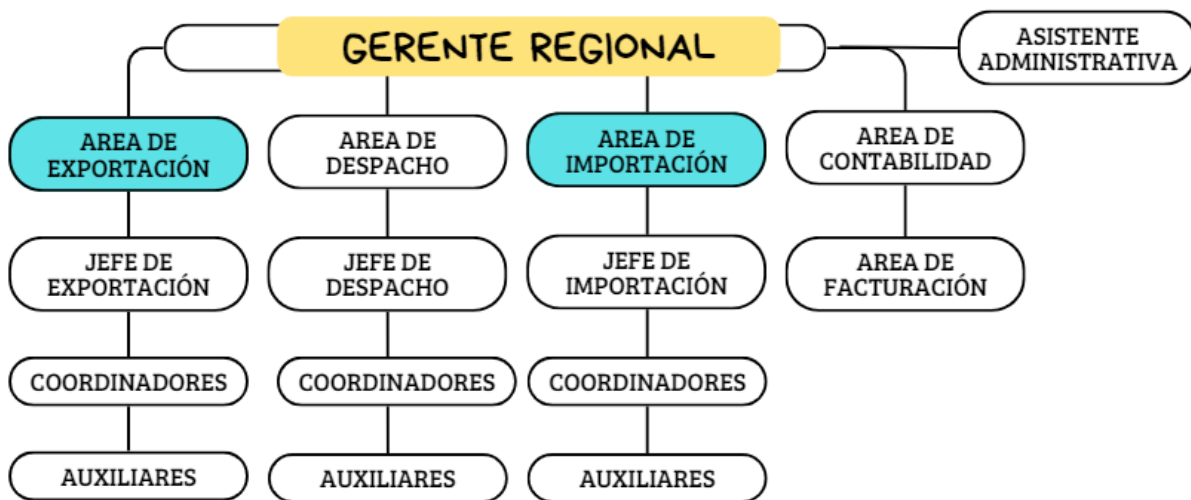 GERENTE REGIONAL
ASISTENTE
ADMINISTRATIVA
AREA DE
EXPORTACIÓN
AREA DE
DESPACHO
AREA DE
IMPORTACIÓN
AREA DE
CONTABILIDAD
JEFE DE
EXPORTACIÓN
JEFE DE
DESPACHO
JEFE DE
IMPORTACIÓN
AREA DE
FACTURACIÓN
COORDINADORES
COORDINADORES
COORDINADORES
AUXILIARES
AUXILIARES
AUXILIARES